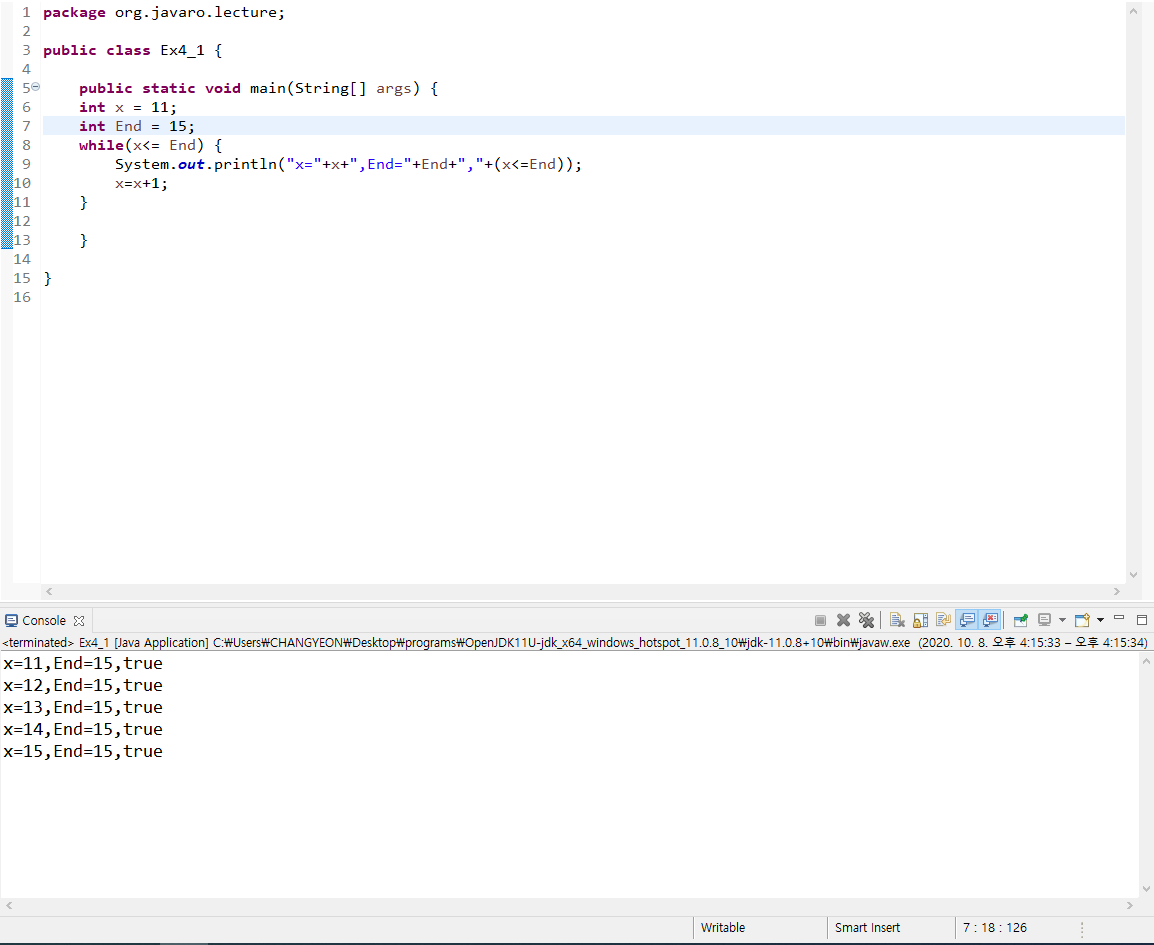 1 package org.javaro.lecture;
2
3 public class Ex4_1 {
4
5 public static void main(String[] args) {
6 int x = 11;
7 int End = 15;
8 while(x<= End) {
9 System.out.println("x="+x+",End="+End+","+(x<=End));
10 x=x+1;
11 }
12
13 }
14
15 }
16
Console
<terminated> Ex4_1 [Java Application] C:₩Users₩CHANGYEON₩Desktop₩programs₩OpenJDK11U-jdk_x64_windows_hotspot_11.0.8_10₩jdk-11.0.8+10₩bin₩javaw.exe (2020. 10. 8. 오후 4:15:33 – 오후 4:15:34)
x=11,End=15,true
x=12,End=15,true
x=13,End=15,true
x=14,End=15,true
x=15,End=15,true
Writable Smart Insert 7 : 18 : 126